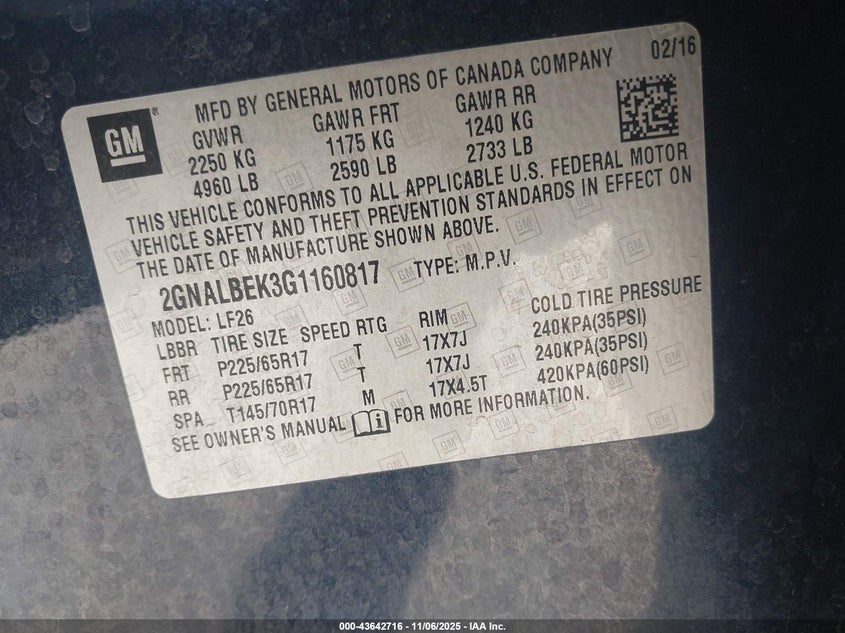 GM
MFD BY GENERAL MOTORS OF CANADA COMPANY 02/16
GVWR GAWR FRT GAWR RR
2250 KG 1175 KG 1240 KG
4960 LB 2590 LB 2733 LB
THIS VEHICLE CONFORMS TO ALL APPLICABLE U.S. FEDERAL MOTOR
VEHICLE SAFETY AND THEFT PREVENTION STANDARDS IN EFFECT ON
THE DATE OF MANUFACTURE SHOWN ABOVE.
2GNALBEK3G1160817 TYPE: M.P.V.
MODEL: LF26
LBBR TIRE SIZE SPEED RTG RIM COLD TIRE PRESSURE
FRT P225/65R17 T 17X7J 240KPA(35PSI)
RR P225/65R17 T 17X7J 240KPA(35PSI)
SPA T145/70R17 M 17X4.5T 420KPA(60PSI)
SEE OWNER'S MANUAL FOR MORE INFORMATION.
000-43642716 - 11/06/2025 - IAA Inc.